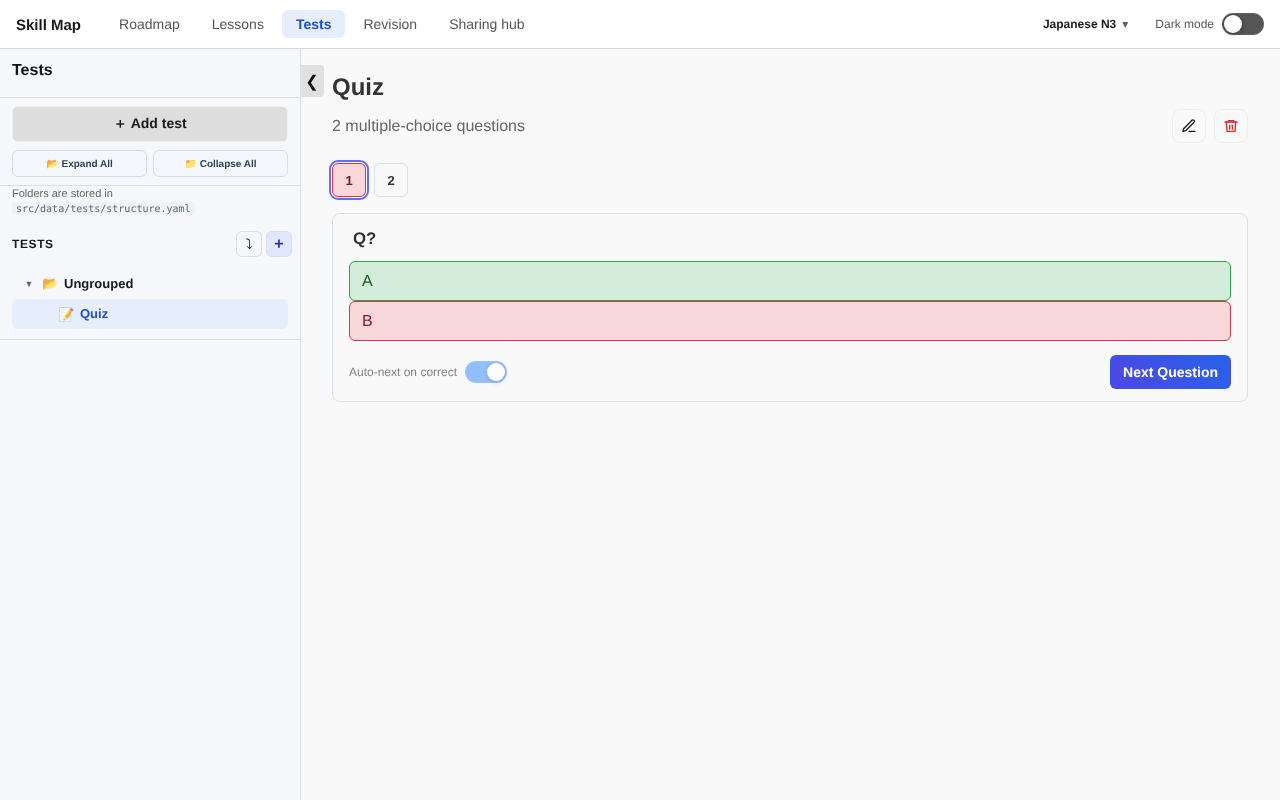 Skill Map
Roadmap
Lessons
Tests
Revision
Sharing hub
Japanese N3 ▼
Dark mode
Tests
+ Add test
Expand All
Collapse All
Folders are stored in
src/data/tests/structure.yaml
TESTS
Ungrouped
Quiz
Quiz
2 multiple-choice questions
1
2
Q?
A
B
Auto-next on correct
Next Question